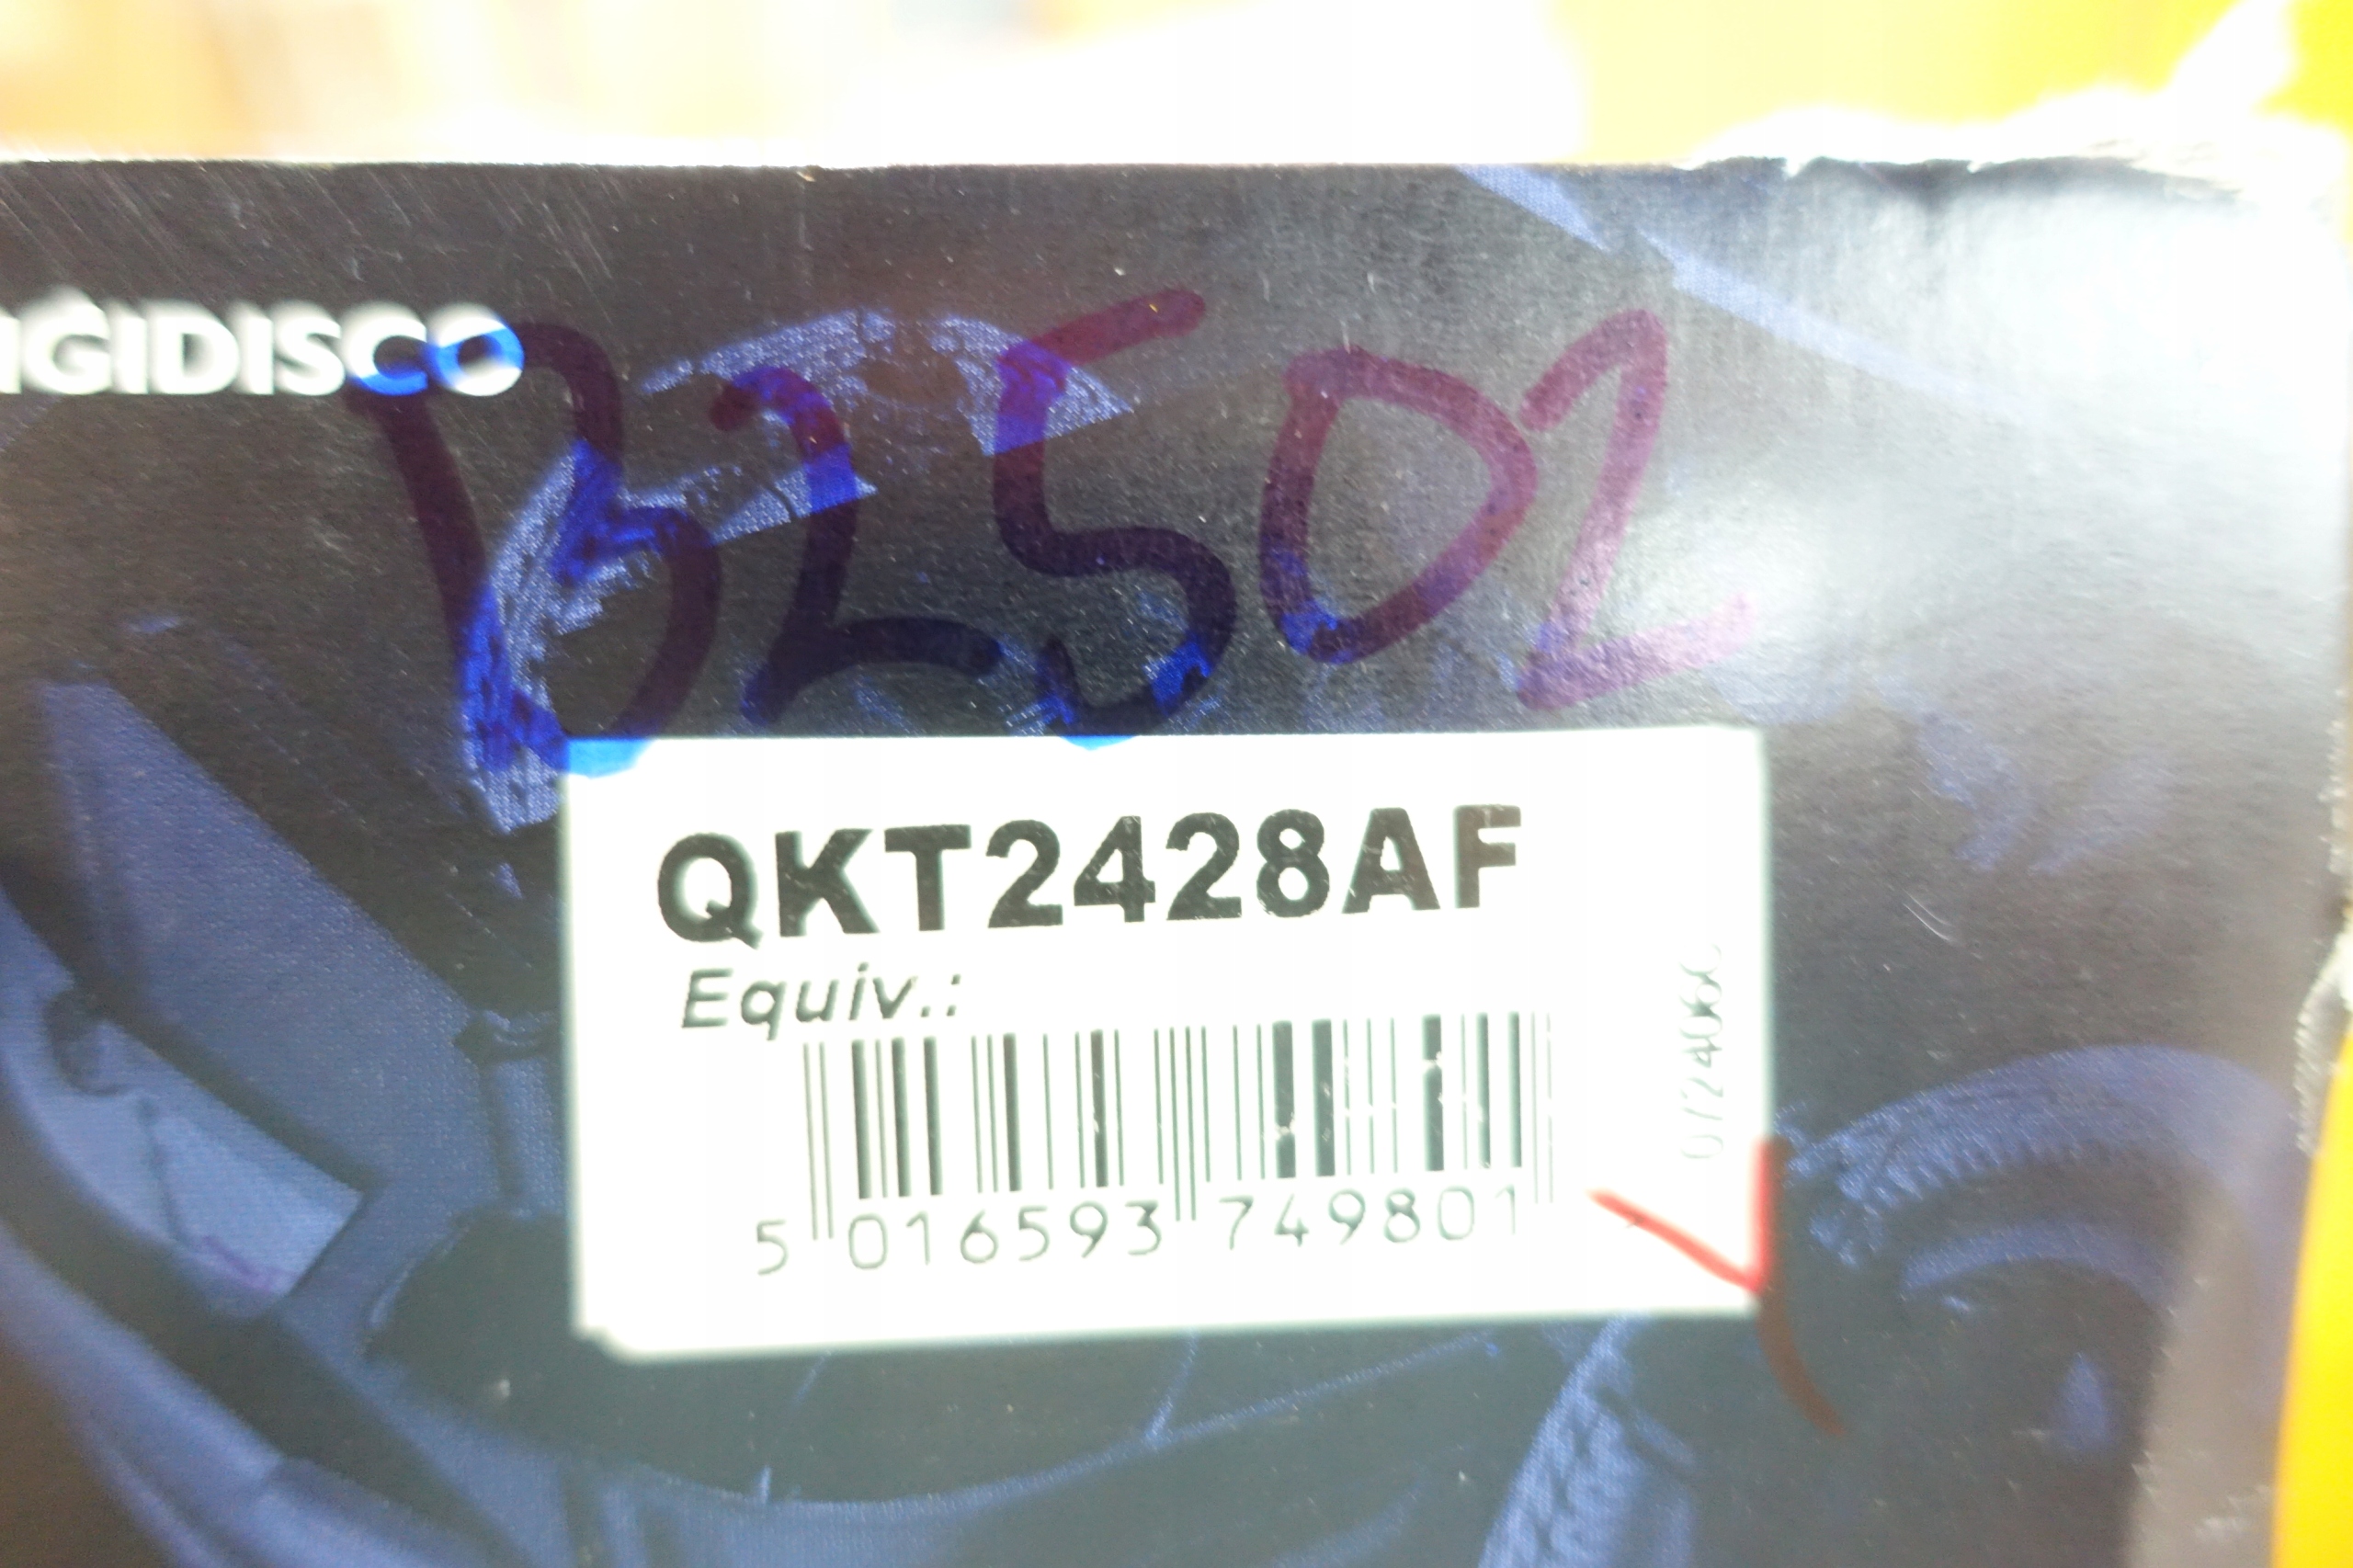 IGIDISCO
B2502
QKT2428AF
Equiv.:
5 016593 749801